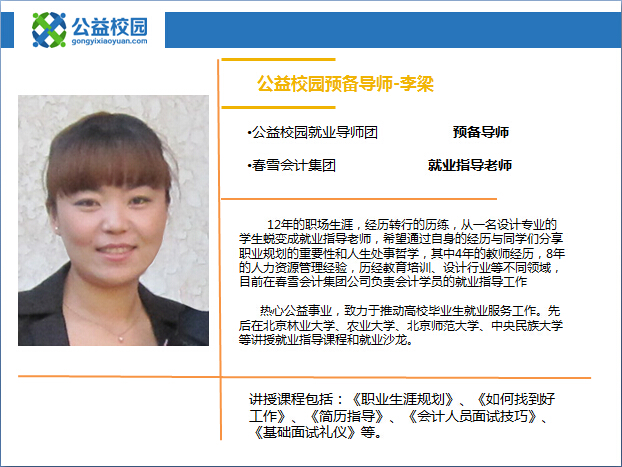 公益校园
gongyixiaoyuan.com
公益校园预备导师-李梁
•公益校园就业导师团 预备导师
•春雪会计集团 就业指导老师
12年的职场生涯，经历转行的历练，从一名设计专业的
学生蜕变成就业指导老师，希望通过自身的经历与同学们分享
职业规划的重要性和人生处事哲学，其中4年的教师经历，8年
的人力资源管理经验，历经教育培训、设计行业等不同领域，
目前在春雪会计集团公司负责会计学员的就业指导工作
热心公益事业，致力于推动高校毕业生就业服务工作。先
后在北京林业大学、农业大学、北京师范大学、中央民族大学
等讲授就业指导课程和就业沙龙。
讲授课程包括：《职业生涯规划》、《如何找到好
工作》、《简历指导》、《会计人员面试技巧》、
《基础面试礼仪》等。